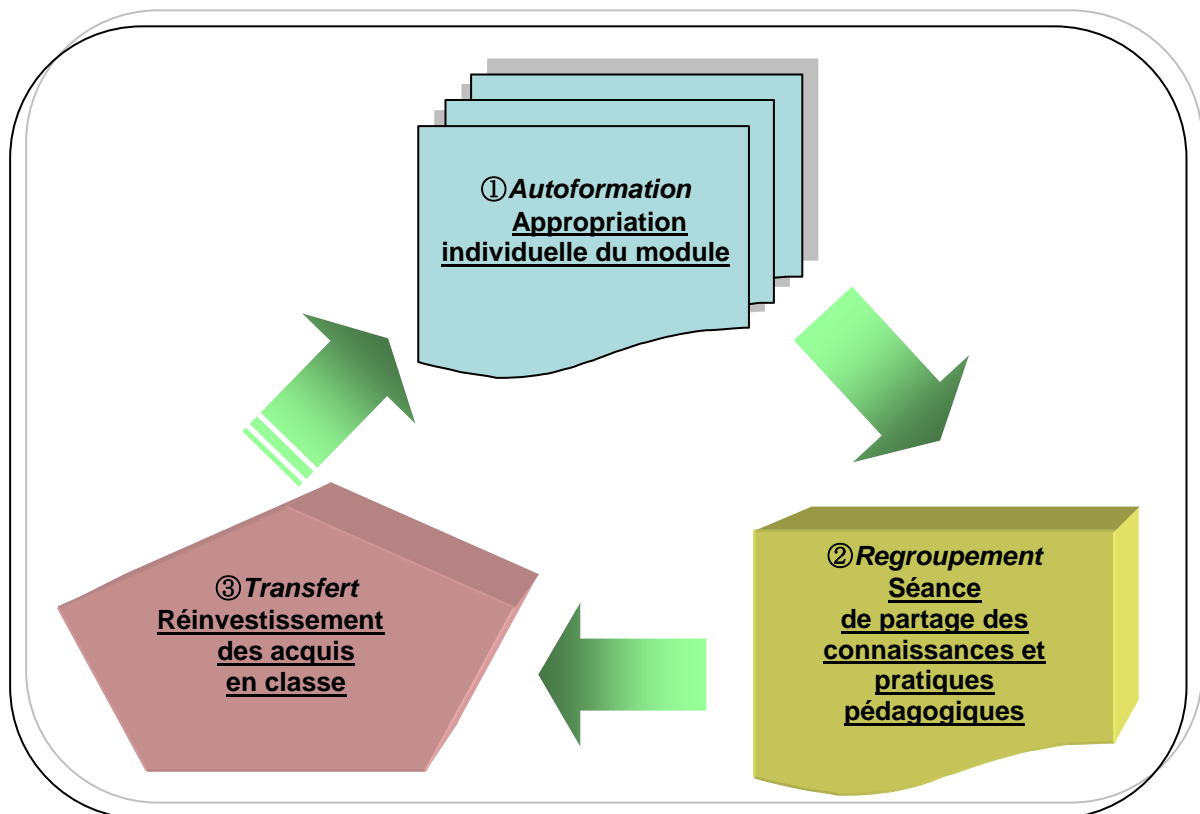 ①Autoformation
Appropriation
individuelle du module
②Regroupement
Séance
de partage des
connaissances et
pratiques
pédagogiques
③Transfert
Réinvestissement
des acquis
en classe